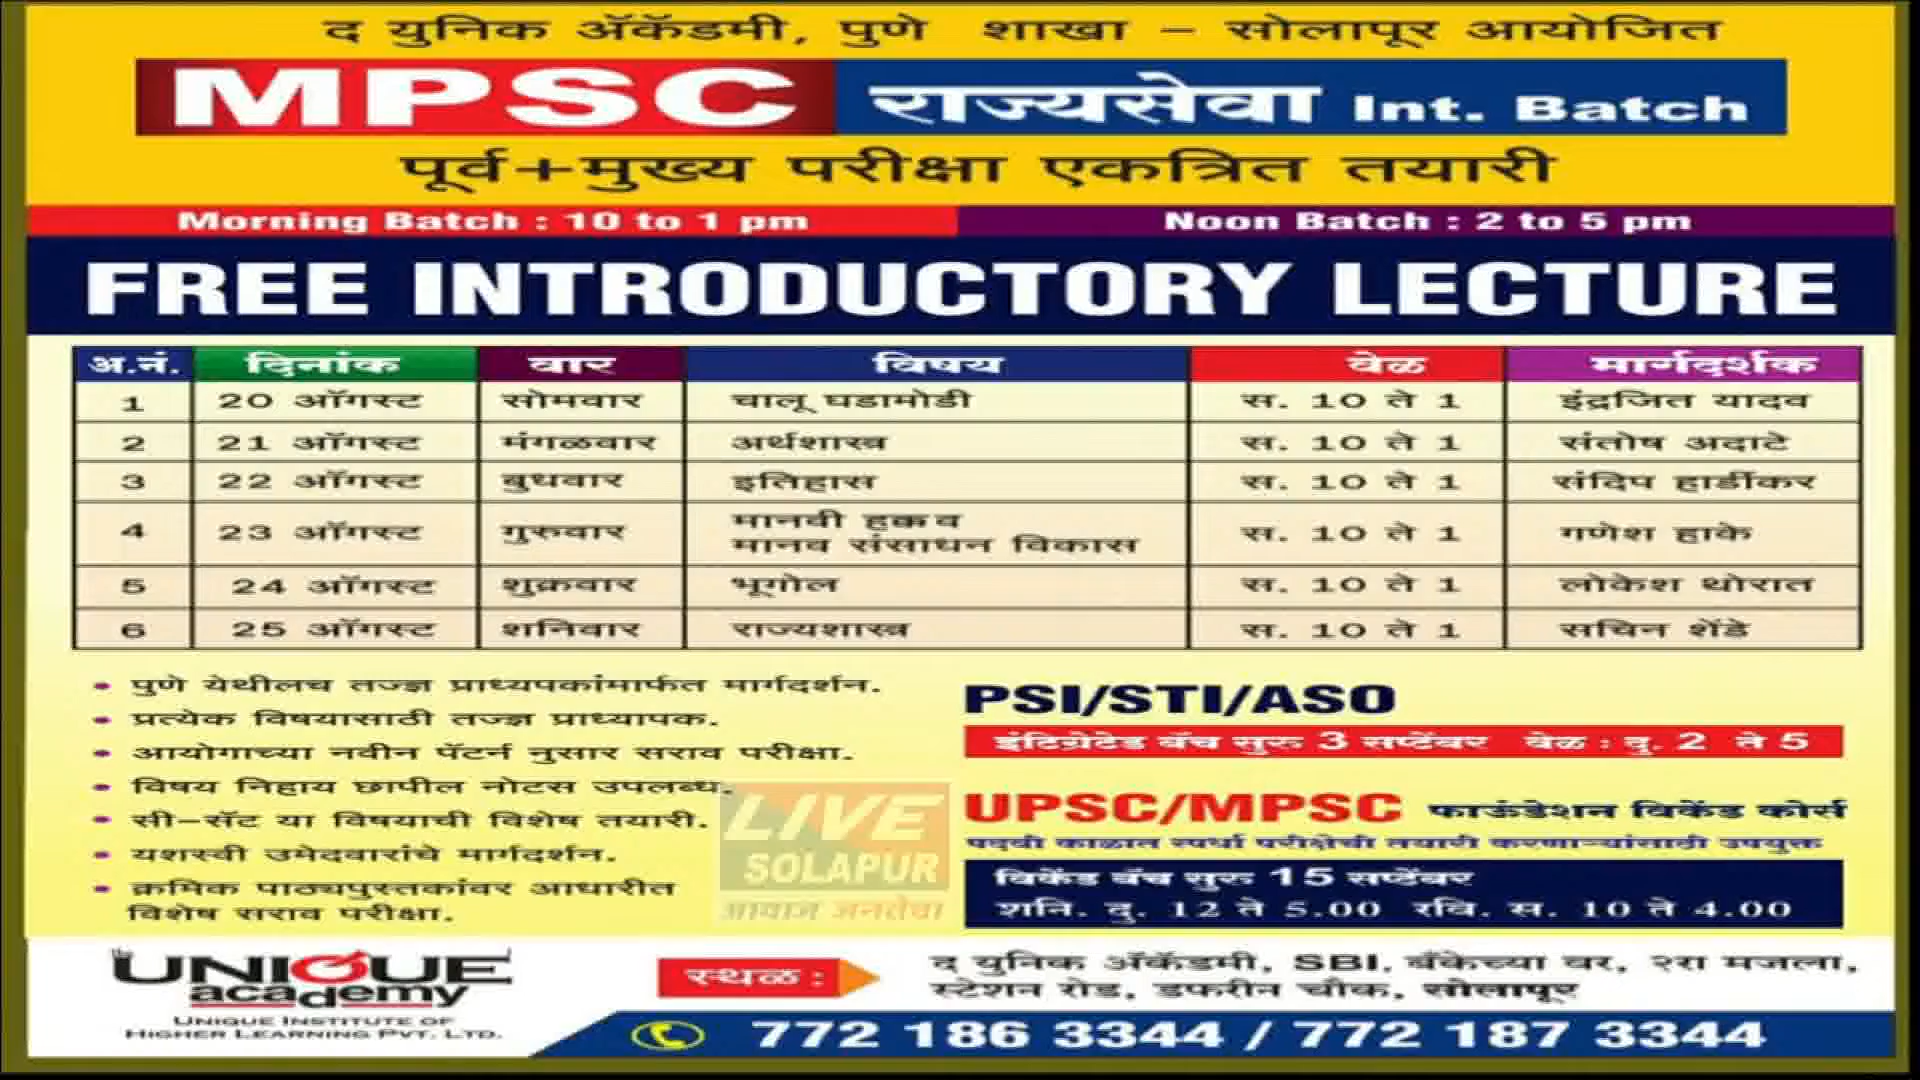 द युनिक ॲकॅडमी, पुणे शाखा - सोलापूर आयोजित
MPSC राज्यसेवा Int. Batch
पूर्व+मुख्य परीक्षा एकत्रित तयारी
Morning Batch : 10 to 1 pm Noon Batch : 2 to 5 pm
FREE INTRODUCTORY LECTURE
अ.नं. दिनांक वार विषय वेळ मार्गदर्शक
1 20 ऑगस्ट सोमवार चालू घडामोडी स. 10 ते 1 इंद्रजित यादव
2 21 ऑगस्ट मंगळवार अर्थशास्त्र स. 10 ते 1 संतोष अदाटे
3 22 ऑगस्ट बुधवार इतिहास स. 10 ते 1 संदिप हार्डीकर
4 23 ऑगस्ट गुरुवार मानवी हक्क व मानव संसाधन विकास स. 10 ते 1 गणेश हाके
5 24 ऑगस्ट शुक्रवार भूगोल स. 10 ते 1 लोकेश थोरात
6 25 ऑगस्ट शनिवार राज्यशास्त्र स. 10 ते 1 सचिन शेंडे
• पुणे येथीलच तज्ज्ञ प्राध्यपकांमार्फत मार्गदर्शन.
• प्रत्येक विषयासाठी तज्ज्ञ प्राध्यापक.
• आयोगाच्या नवीन पॅटर्न नुसार सराव परीक्षा.
• विषय निहाय छापील नोटस उपलब्ध.
• सी-सॅट या विषयाची विशेष तयारी.
• यशस्वी उमेदवारांचे मार्गदर्शन.
• क्रमिक पाठ्यपुस्तकांवर आधारीत
विशेष सराव परीक्षा.
LIVE
SOLAPUR
आवाज जनतेचा
PSI/STI/ASO
इंटिग्रेटेड बॅच सुरु 3 सप्टेंबर वेळ : दु. 2 ते 5
UPSC/MPSC फाऊंडेशन विकेंड कोर्स
पदवी काळात स्पर्धा परीक्षेची तयारी करणाऱ्यांसाठी उपयुक्त
विकेंड बॅच सुरु 15 सप्टेंबर
शनि. दु. 12 ते 5.00 रवि. स. 10 ते 4.00
UNIQUE
academy
UNIQUE INSTITUTE OF
HIGHER LEARNING PVT. LTD.
स्थळ :
द युनिक ॲकॅडमी, SBI, बँकेच्या वर, २रा मजला,
स्टेशन रोड, डफरीन चौक, सोलापूर
772 186 3344 / 772 187 3344